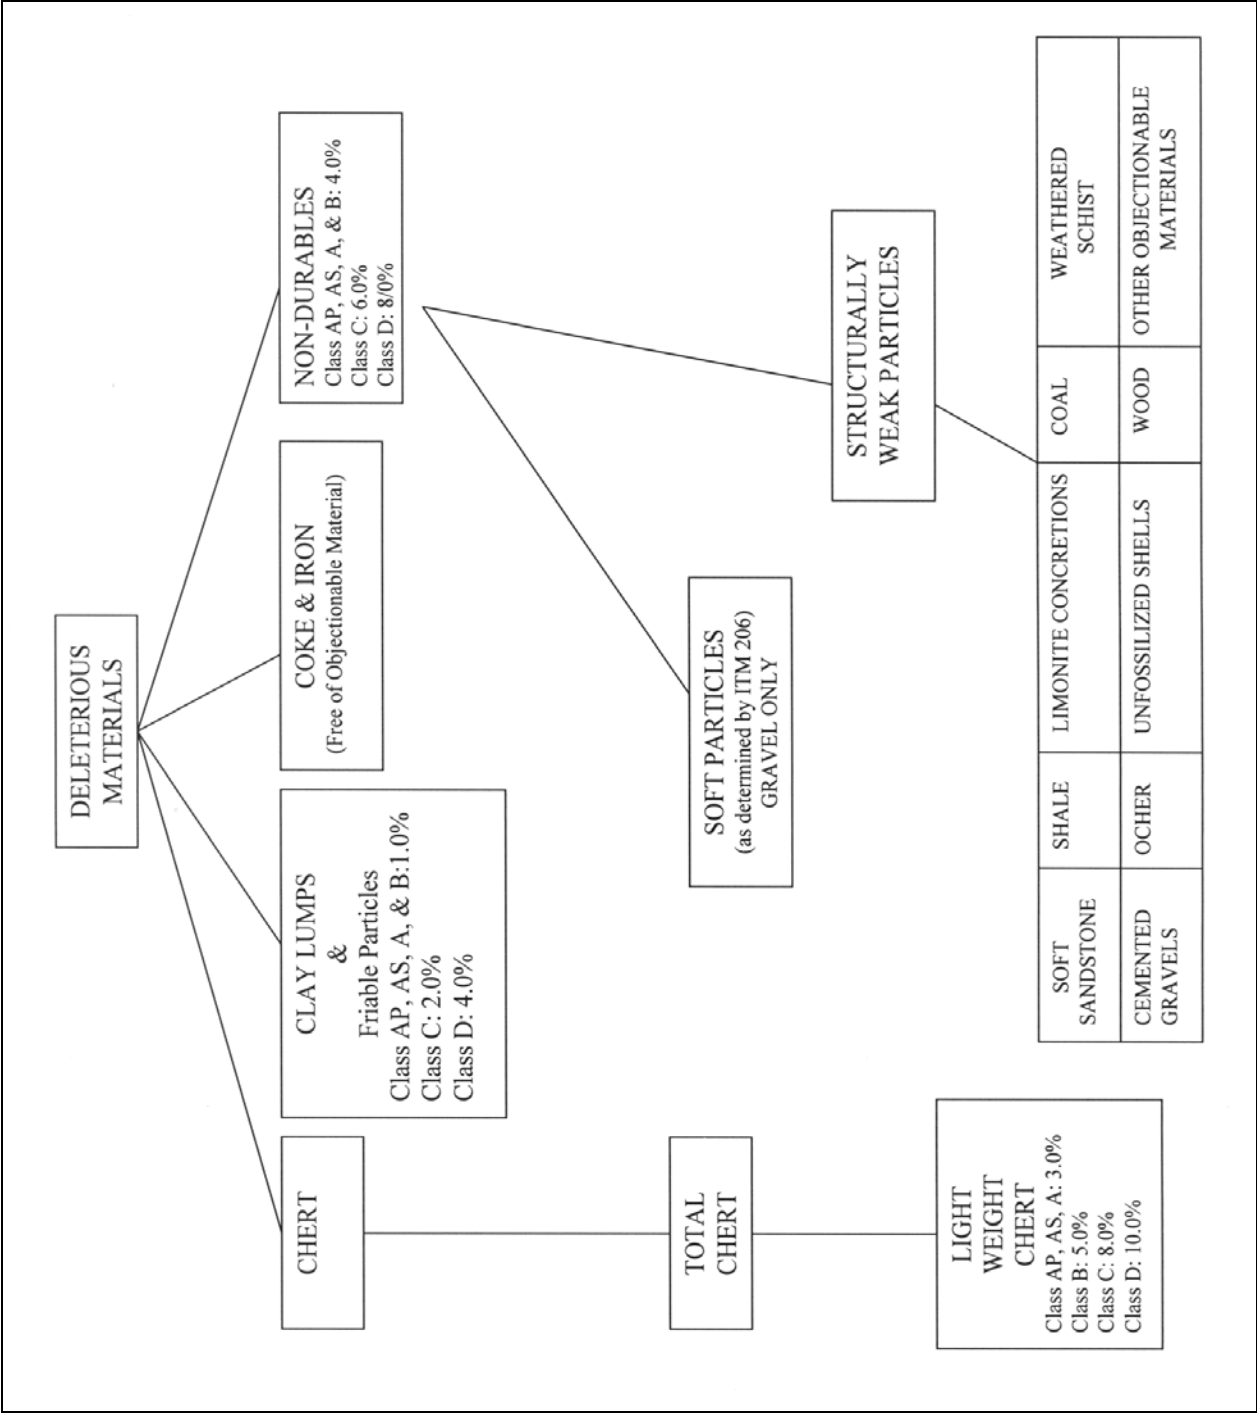 DELETERIOUS
MATERIALS
CHERT
CLAY LUMPS
&
Friable Particles
Class AP, AS, A, & B:1.0%
Class C: 2.0%
Class D: 4.0%
COKE & IRON
(Free of Objectionable Material)
NON-DURABLES
Class AP, AS, A, & B: 4.0%
Class C: 6.0%
Class D: 8/0%
TOTAL
CHERT
SOFT PARTICLES
(as determined by ITM 206)
GRAVEL ONLY
STRUCTURALLY
WEAK PARTICLES
LIGHT
WEIGHT
CHERT
Class AP, AS, A: 3.0%
Class B: 5.0%
Class C: 8.0%
Class D: 10.0%
SOFT
SANDSTONE
SHALE
LIMONITE CONCRETIONS
COAL
WEATHERED
SCHIST
CEMENTED
GRAVELS
OCHER
UNFOSSILIZED SHELLS
WOOD
OTHER OBJECTIONABLE
MATERIALS